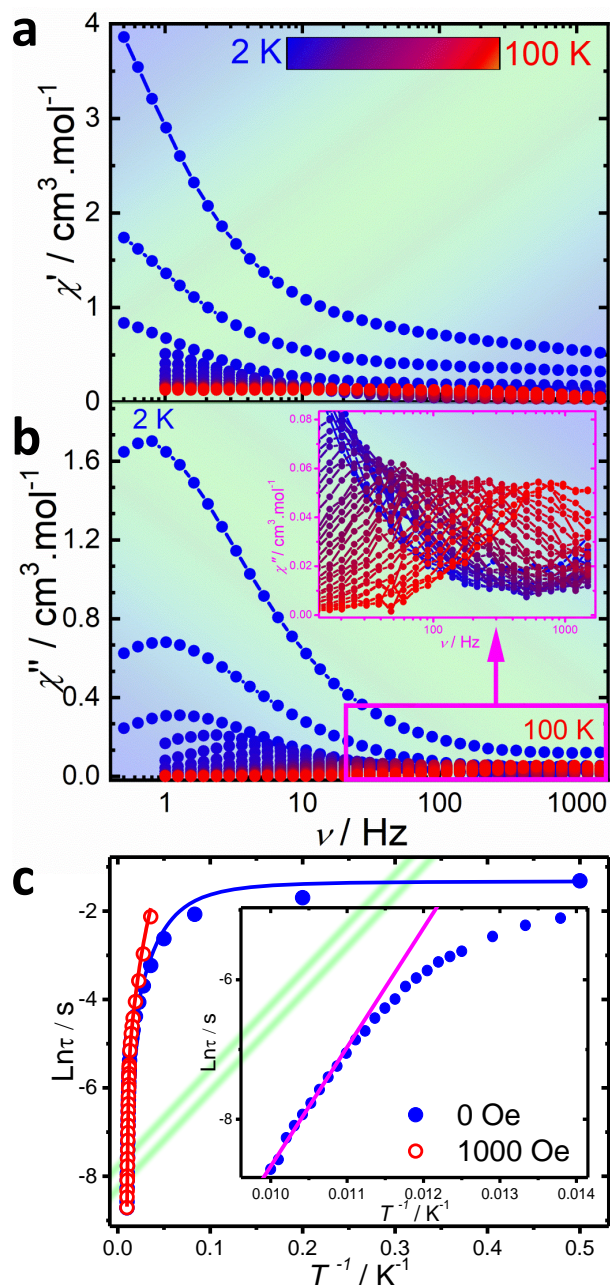 a
4
3
2
1
0
χ' / cm³.mol⁻¹
2 K
100 K
b
1.6
1.2
0.8
0.4
0.0
χ'' / cm³.mol⁻¹
2 K
0.08
0.06
0.04
0.02
0.00
χ''/ cm³.mol⁻¹
100
1000
ν / Hz
100 K
1
10
100
1000
ν / Hz
c
-2
-4
-6
-8
Lnτ / s
-6
-8
Lnτ / s
0 Oe
1000 Oe
0.010
0.011
0.012
0.013
0.014
T ⁻¹ / K⁻¹
0.0
0.1
0.2
0.3
0.4
0.5
T ⁻¹ / K⁻¹